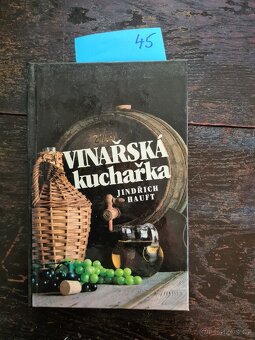 45
VINAŘSKÁ
kuchařka
JINDŘICH
HAUFT